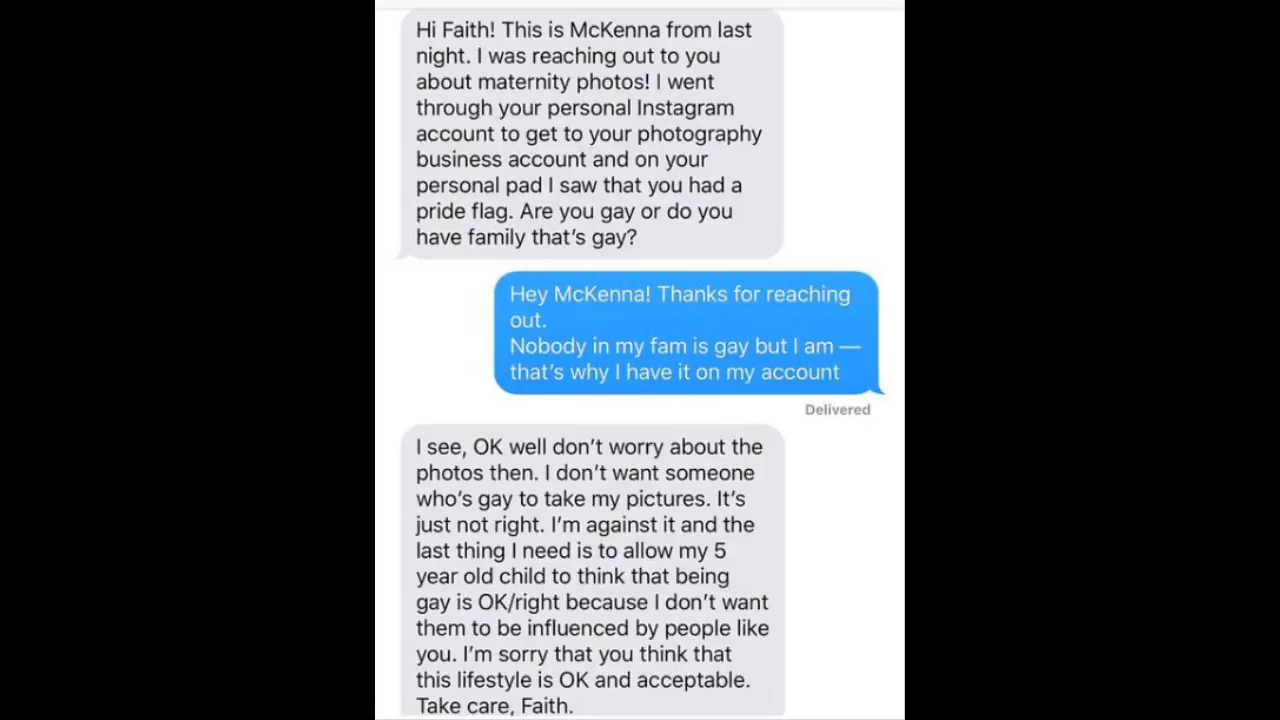 Hi Faith! This is McKenna from last
night. I was reaching out to you
about maternity photos! I went
through your personal Instagram
account to get to your photography
business account and on your
personal pad I saw that you had a
pride flag. Are you gay or do you
have family that's gay?
Hey McKenna! Thanks for reaching
out.
Nobody in my fam is gay but I am —
that's why I have it on my account
Delivered
I see, OK well don't worry about the
photos then. I don't want someone
who's gay to take my pictures. It's
just not right. I'm against it and the
last thing I need is to allow my 5
year old child to think that being
gay is OK/right because I don't want
them to be influenced by people like
you. I'm sorry that you think that
this lifestyle is OK and acceptable.
Take care, Faith.